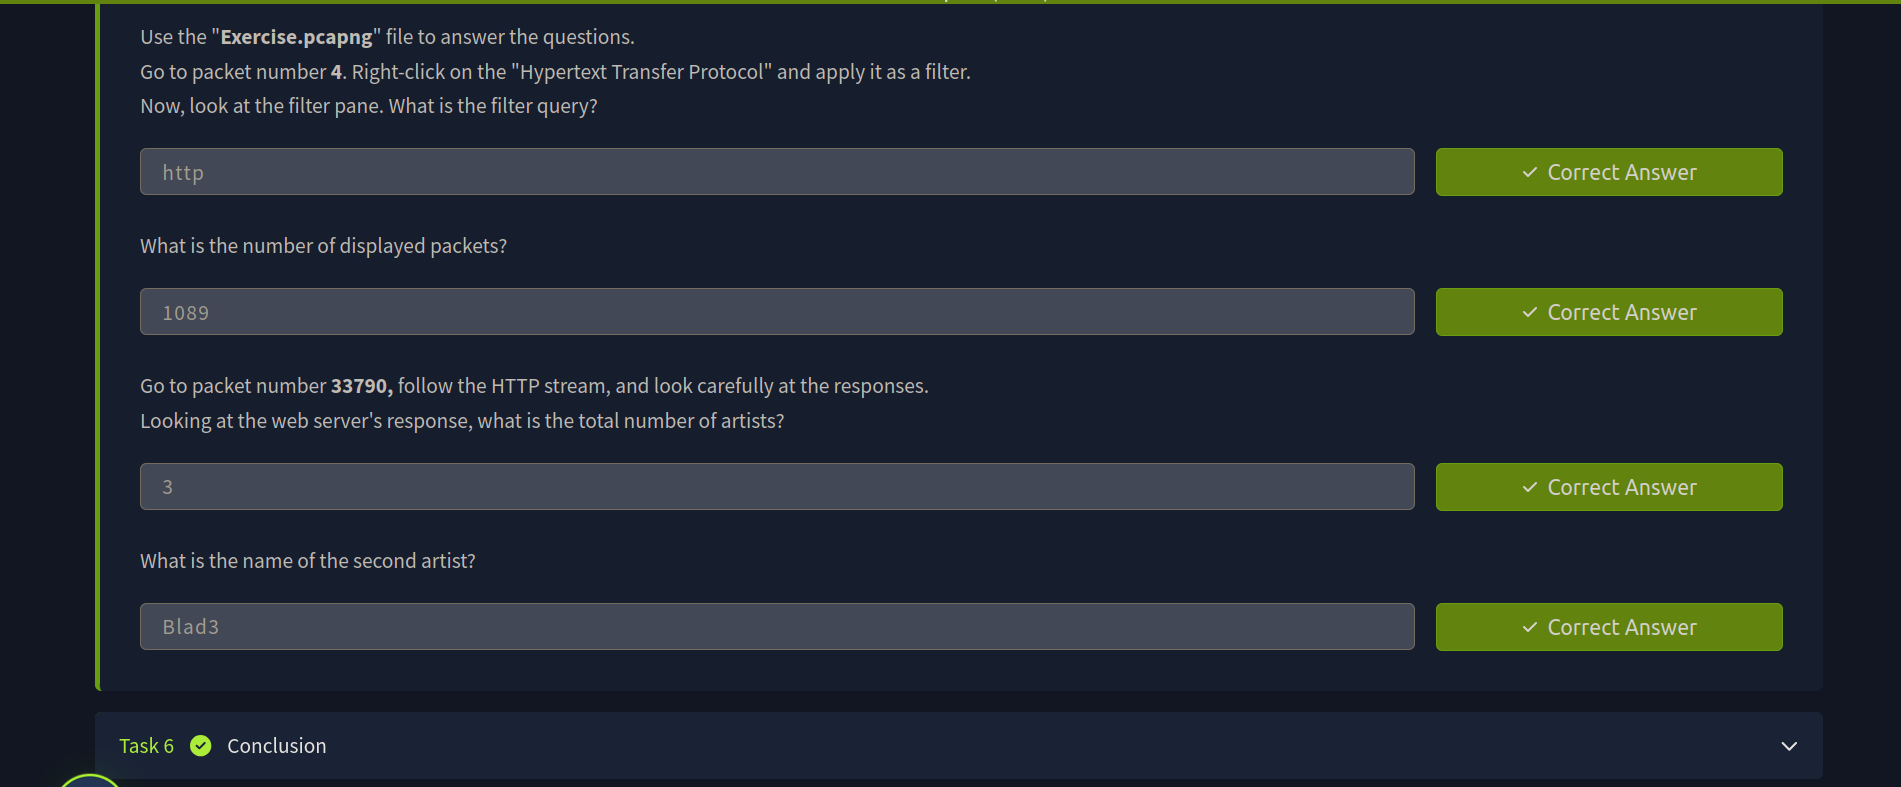 Use the "Exercise.pcapng" file to answer the questions.
Go to packet number 4. Right-click on the "Hypertext Transfer Protocol" and apply it as a filter.
Now, look at the filter pane. What is the filter query?
http
✓ Correct Answer
What is the number of displayed packets?
1089
✓ Correct Answer
Go to packet number 33790, follow the HTTP stream, and look carefully at the responses.
Looking at the web server's response, what is the total number of artists?
3
✓ Correct Answer
What is the name of the second artist?
Blad3
✓ Correct Answer
Task 6 Conclusion